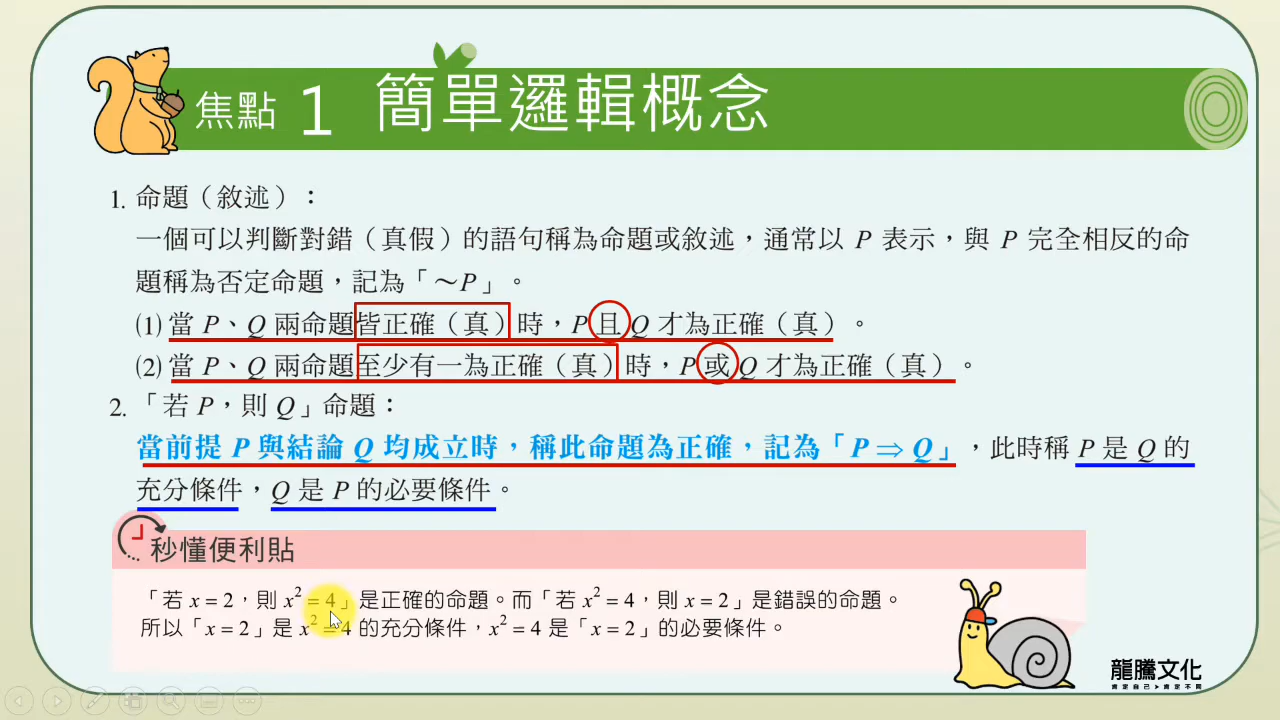 焦點 1 簡單邏輯概念
1. 命題（敘述）：
一個可以判斷對錯（真假）的語句稱為命題或敘述，通常以 P 表示，與 P 完全相反的命
題稱為否定命題，記為「～P」。
(1) 當 P、Q 兩命題皆正確（真）時，P 且 Q 才為正確（真）。
(2) 當 P、Q 兩命題至少有一為正確（真）時，P 或 Q 才為正確（真）。
2. 「若 P，則 Q」命題：
當前提 P 與結論 Q 均成立時，稱此命題為正確，記為「P ⇒ Q」，此時稱 P 是 Q 的
充分條件，Q 是 P 的必要條件。
秒懂便利貼
「若 x = 2，則 x² = 4」是正確的命題。而「若 x² = 4，則 x = 2」是錯誤的命題。
所以「x = 2」是 x² = 4 的充分條件，x² = 4 是「x = 2」的必要條件。
龍騰文化
肯定自己➤肯定不同